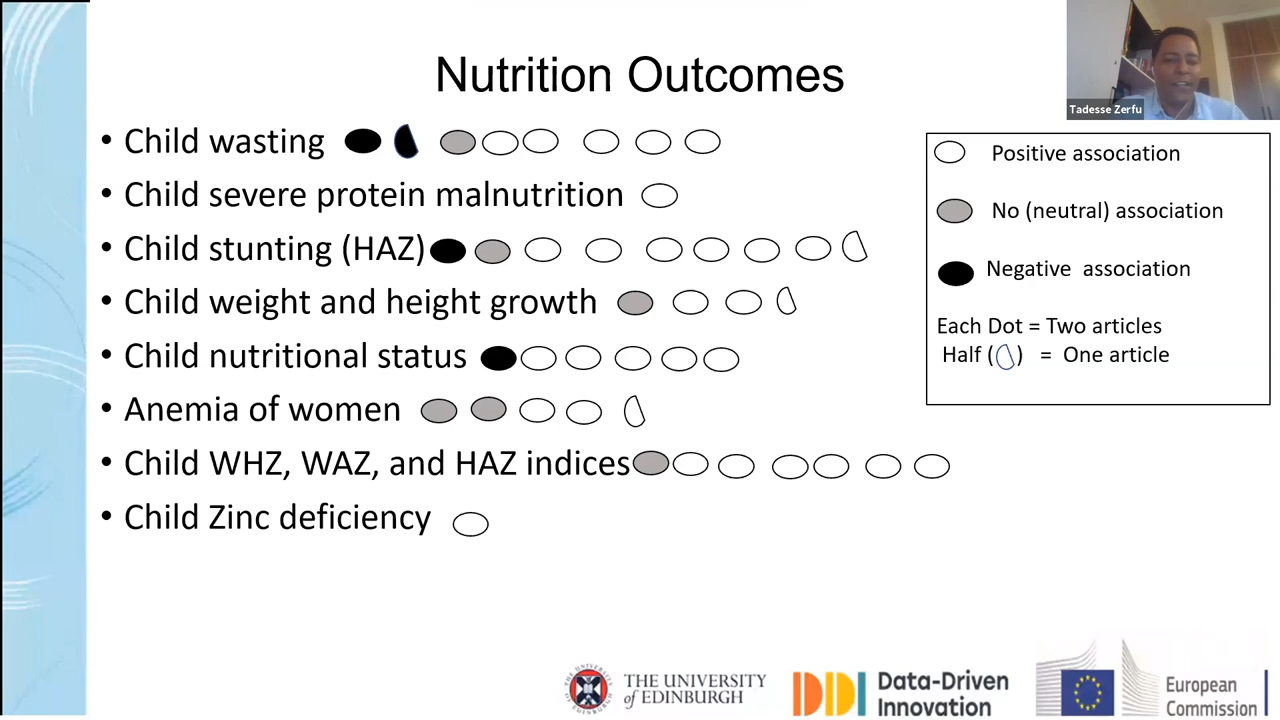 Nutrition Outcomes
Tadesse Zerfu
• Child wasting
• Child severe protein malnutrition
• Child stunting (HAZ)
• Child weight and height growth
• Child nutritional status
• Anemia of women
• Child WHZ, WAZ, and HAZ indices
• Child Zinc deficiency
Positive association
No (neutral) association
Negative association
Each Dot = Two articles
Half ( ) = One article
THE UNIVERSITY
of EDINBURGH
DDI
Data-Driven
Innovation
European
Commission